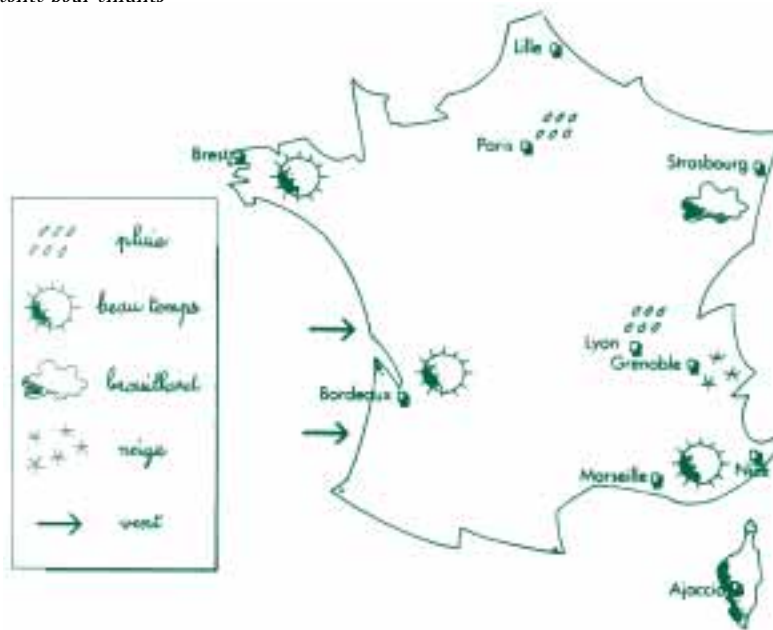 Lille
Paris
Brest
Strasbourg
pluie
beau temps
brouillard
neige
vent
Lyon
Grenoble
Bordeaux
Marseille
Nice
Ajaccio